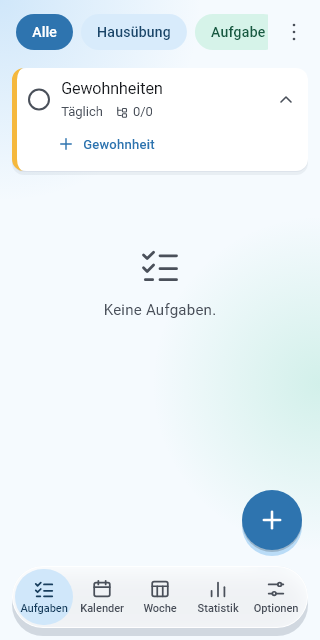 Alle
Hausübung
Aufgabe
Gewohnheiten
Täglich
0/0
Gewohnheit
Keine Aufgaben.
Aufgaben
Kalender
Woche
Statistik
Optionen